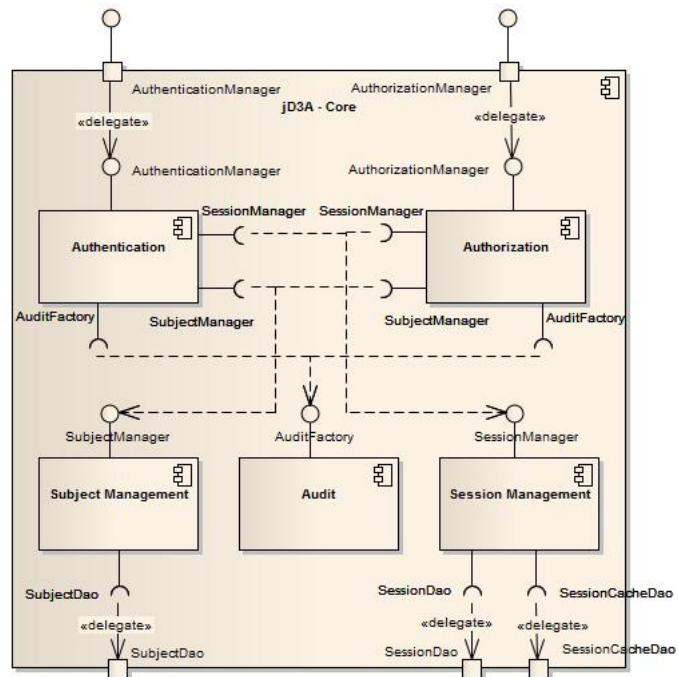 AuthenticationManager
AuthorizationManager
jD3A - Core
«delegate»
«delegate»
AuthenticationManager
AuthorizationManager
SessionManager
SessionManager
Authentication
Authorization
AuditFactory
SubjectManager
SubjectManager
AuditFactory
SubjectManager
AuditFactory
SessionManager
Subject Management
Audit
Session Management
SubjectDao
SessionDao
SessionCacheDao
«delegate»
«delegate»
«delegate»
SubjectDao
SessionDao
SessionCacheDao